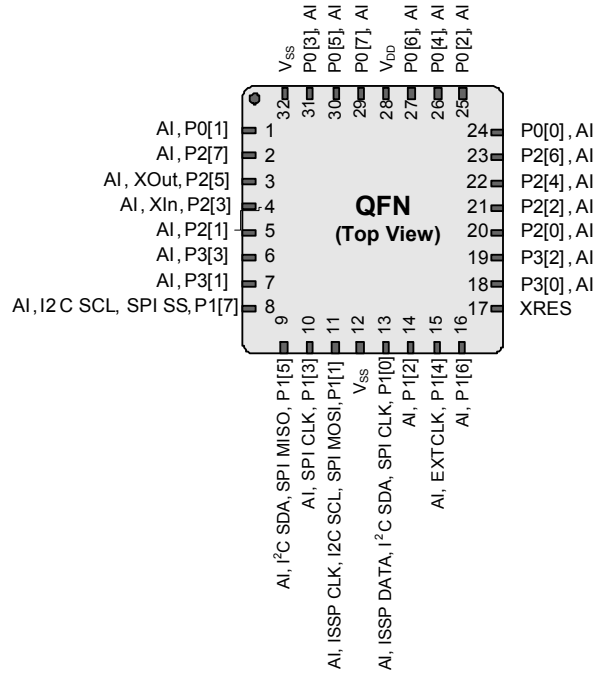 V_SS
P0[3], AI
P0[5], AI
P0[7], AI
V_DD
P0[6], AI
P0[4], AI
P0[2], AI
32
31
30
29
28
27
26
25
AI, P0[1]
1
AI, P2[7]
2
AI, XOut, P2[5]
3
AI, XIn, P2[3]
4
AI, P2[1]
5
AI, P3[3]
6
AI, P3[1]
7
AI, I2 C SCL, SPI SS, P1[7]
8
QFN
(Top View)
24
P0[0], AI
23
P2[6], AI
22
P2[4], AI
21
P2[2], AI
20
P2[0], AI
19
P3[2], AI
18
P3[0], AI
17
XRES
9
10
11
12
13
14
15
16
AI, I²C SDA, SPI MISO, P1[5]
AI, SPI CLK, P1[3]
AI, ISSP CLK, I2C SCL, SPI MOSI, P1[1]
V_SS
AI, ISSP DATA, I²C SDA, SPI CLK, P1[0]
AI, P1[2]
AI, EXTCLK, P1[4]
AI, P1[6]